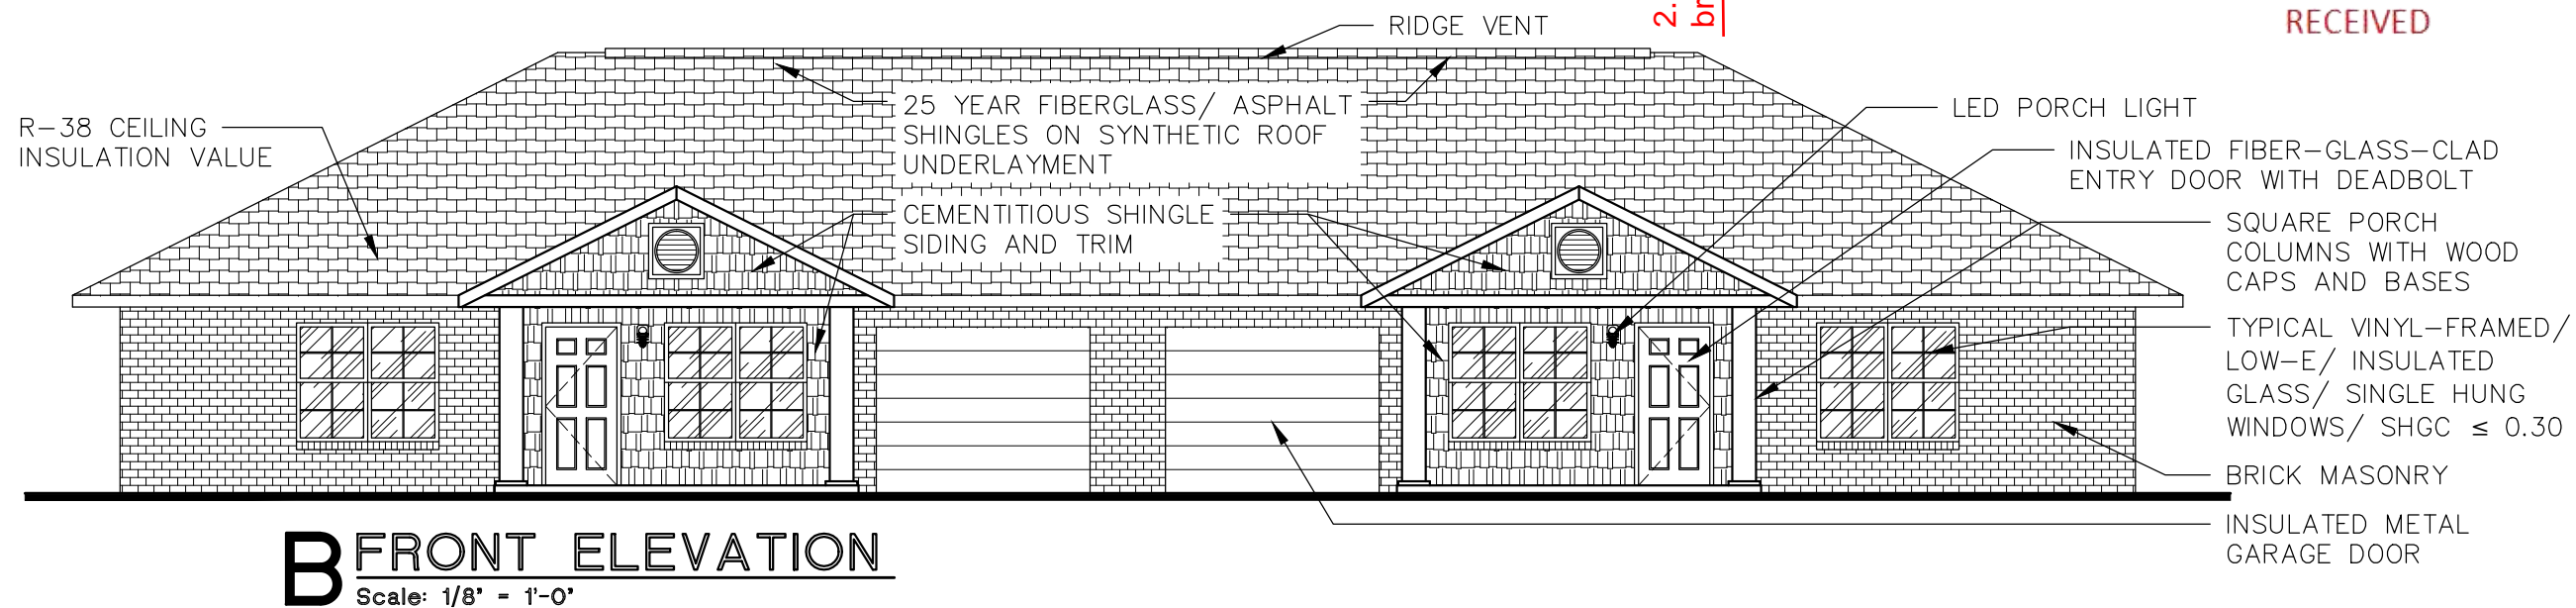 2.
br
RECEIVED
RIDGE VENT
25 YEAR FIBERGLASS/ ASPHALT
SHINGLES ON SYNTHETIC ROOF
UNDERLAYMENT
R-38 CEILING
INSULATION VALUE
LED PORCH LIGHT
INSULATED FIBER-GLASS-CLAD
ENTRY DOOR WITH DEADBOLT
CEMENTITIOUS SHINGLE
SIDING AND TRIM
SQUARE PORCH
COLUMNS WITH WOOD
CAPS AND BASES
TYPICAL VINYL-FRAMED/
LOW-E/ INSULATED
GLASS/ SINGLE HUNG
WINDOWS/ SHGC ≤ 0.30
BRICK MASONRY
INSULATED METAL
GARAGE DOOR
B FRONT ELEVATION
Scale: 1/8" = 1'-0"